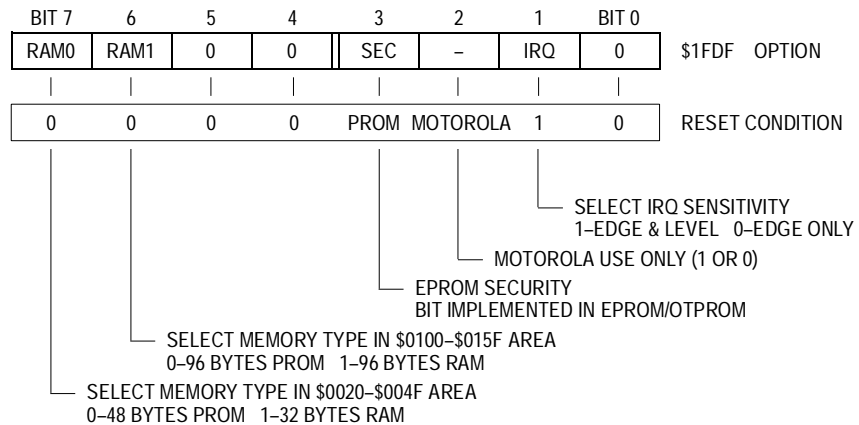 BIT 7 6 5 4 3 2 1 BIT 0
RAM0 RAM1 0 0 SEC – IRQ 0 $1FDF OPTION
0 0 0 0 PROM MOTOROLA 1 0 RESET CONDITION
SELECT IRQ SENSITIVITY
1–EDGE & LEVEL 0–EDGE ONLY
MOTOROLA USE ONLY (1 OR 0)
EPROM SECURITY
BIT IMPLEMENTED IN EPROM/OTPROM
SELECT MEMORY TYPE IN $0100–$015F AREA
0–96 BYTES PROM 1–96 BYTES RAM
SELECT MEMORY TYPE IN $0020–$004F AREA
0–48 BYTES PROM 1–32 BYTES RAM